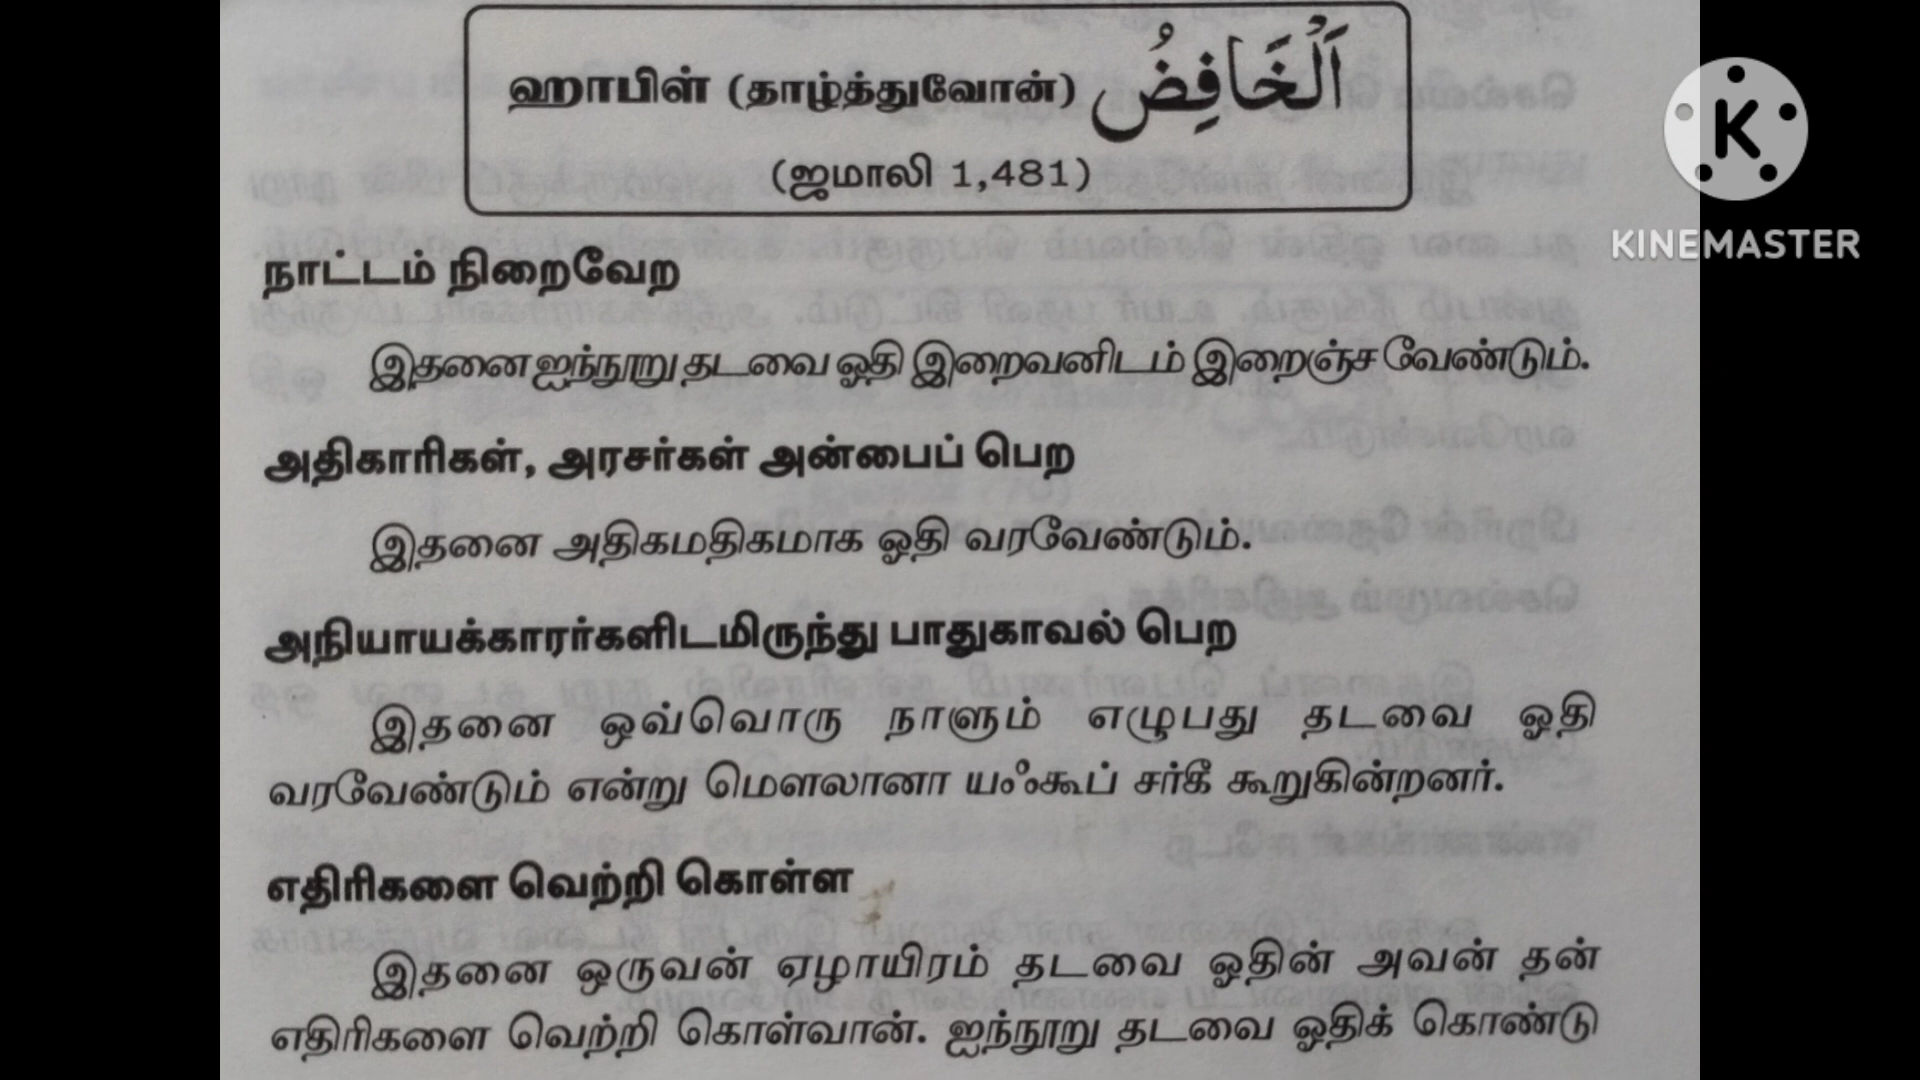 ஹாபிள் (தாழ்த்துவோன்) اَلْخَافِضُ
(ஜமாலி 1,481)
K
KINEMASTER
நாட்டம் நிறைவேற
இதனை ஐந்நூறு தடவை ஓதி இறைவனிடம் இறைஞ்ச வேண்டும்.
அதிகாரிகள், அரசர்கள் அன்பைப் பெற
இதனை அதிகமதிகமாக ஓதி வரவேண்டும்.
அநியாயக்காரர்களிடமிருந்து பாதுகாவல் பெற
இதனை ஒவ்வொரு நாளும் எழுபது தடவை ஓதி
வரவேண்டும் என்று மௌலானா யஃகூப் சர்கீ கூறுகின்றனர்.
எதிரிகளை வெற்றி கொள்ள
இதனை ஒருவன் ஏழாயிரம் தடவை ஓதின் அவன் தன்
எதிரிகளை வெற்றி கொள்வான். ஐந்நூறு தடவை ஓதிக் கொண்டு